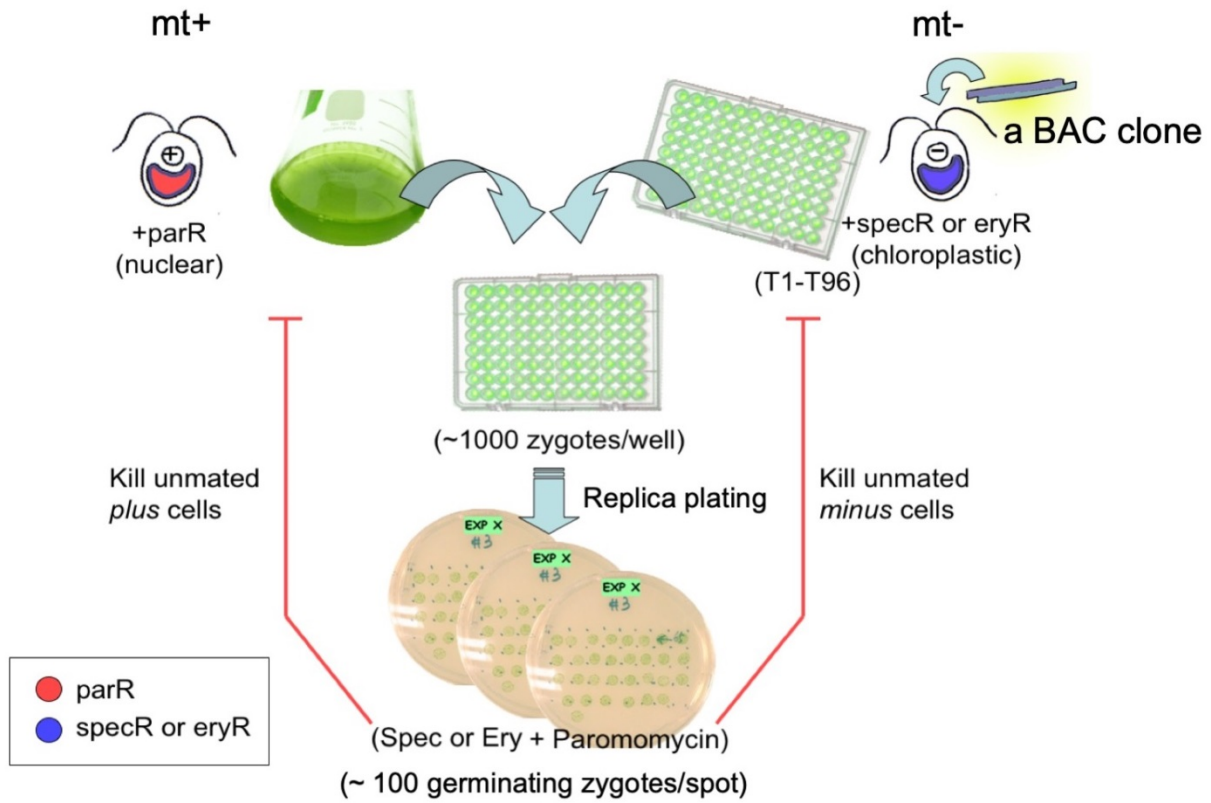 mt+
mt-
a BAC clone
+parR
(nuclear)
+specR or eryR
(chloroplastic)
(T1-T96)
(~1000 zygotes/well)
Kill unmated
plus cells
Kill unmated
minus cells
Replica plating
EXP X
#3
EXP X
#3
EXP X
#3
parR
specR or eryR
(Spec or Ery + Paromomycin)
(~ 100 germinating zygotes/spot)